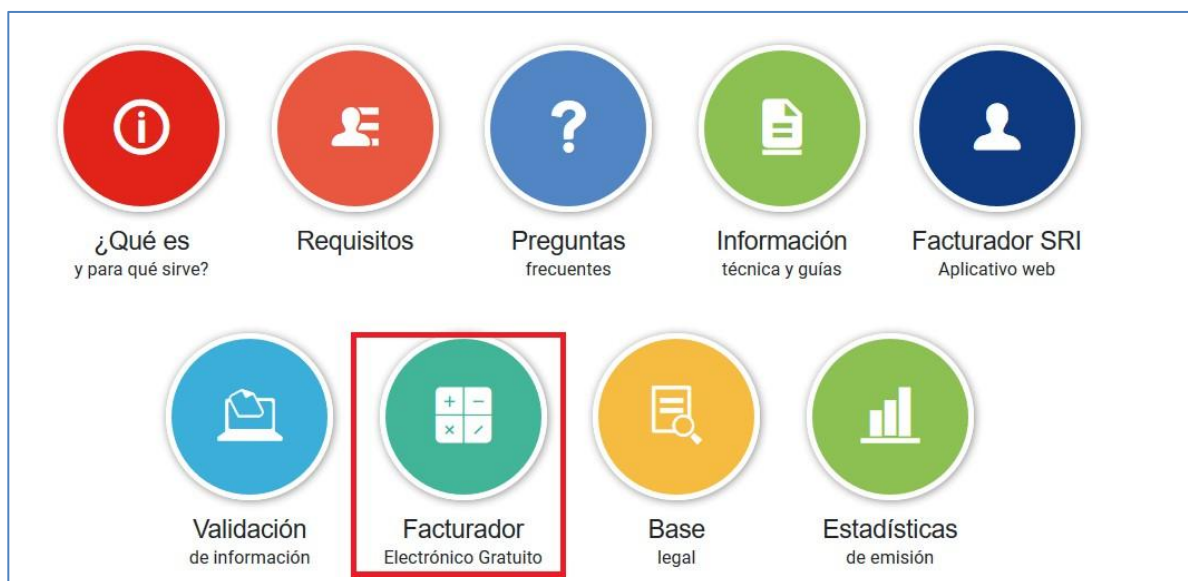 ¿Qué es
y para qué sirve?
Requisitos
Preguntas
frecuentes
Información
técnica y guías
Facturador SRI
Aplicativo web
Validación
de información
Facturador
Electrónico Gratuito
Base
legal
Estadísticas
de emisión